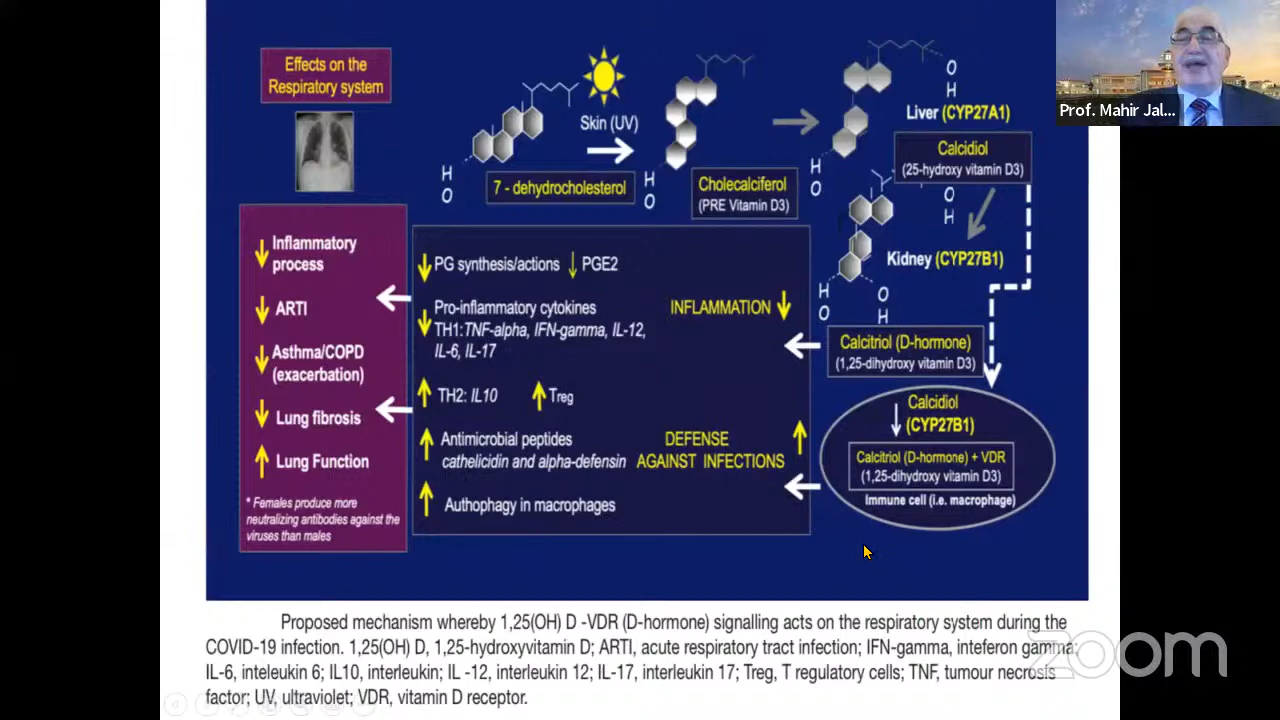 Effects on the
Respiratory system
Skin (UV)
H
O
7 - dehydrocholesterol
H
O
Cholecalciferol
(PRE Vitamin D3)
O
H
Liver (CYP27A1)
Calcidiol
(25-hydroxy vitamin D3)
H
O
O
H
Kidney (CYP27B1)
H
O
O
H
Calcitriol (D-hormone)
(1,25-dihydroxy vitamin D3)
Calcidiol
(CYP27B1)
Calcitriol (D-hormone) + VDR
(1,25-dihydroxy vitamin D3)
Immune cell (i.e. macrophage)
PG synthesis/actions ↓ PGE2
Pro-inflammatory cytokines
TH1:TNF-alpha, IFN-gamma, IL-12,
IL-6, IL-17
INFLAMMATION
TH2: IL10
Treg
Antimicrobial peptides
cathelicidin and alpha-defensin
DEFENSE
AGAINST INFECTIONS
Authophagy in macrophages
Inflammatory
process
ARTI
Asthma/COPD
(exacerbation)
Lung fibrosis
Lung Function
* Females produce more
neutralizing antibodies against the
viruses than males
Proposed mechanism whereby 1,25(OH) D -VDR (D-hormone) signalling acts on the respiratory system during the
COVID-19 infection. 1,25(OH) D, 1,25-hydroxyvitamin D; ARTI, acute respiratory tract infection; IFN-gamma, inteferon gamma;
IL-6, inteleukin 6; IL10, interleukin; IL -12, interleukin 12; IL-17, interleukin 17; Treg, T regulatory cells; TNF, tumour necrosis
factor; UV, ultraviolet; VDR, vitamin D receptor.
Prof. Mahir Jal...
zoom